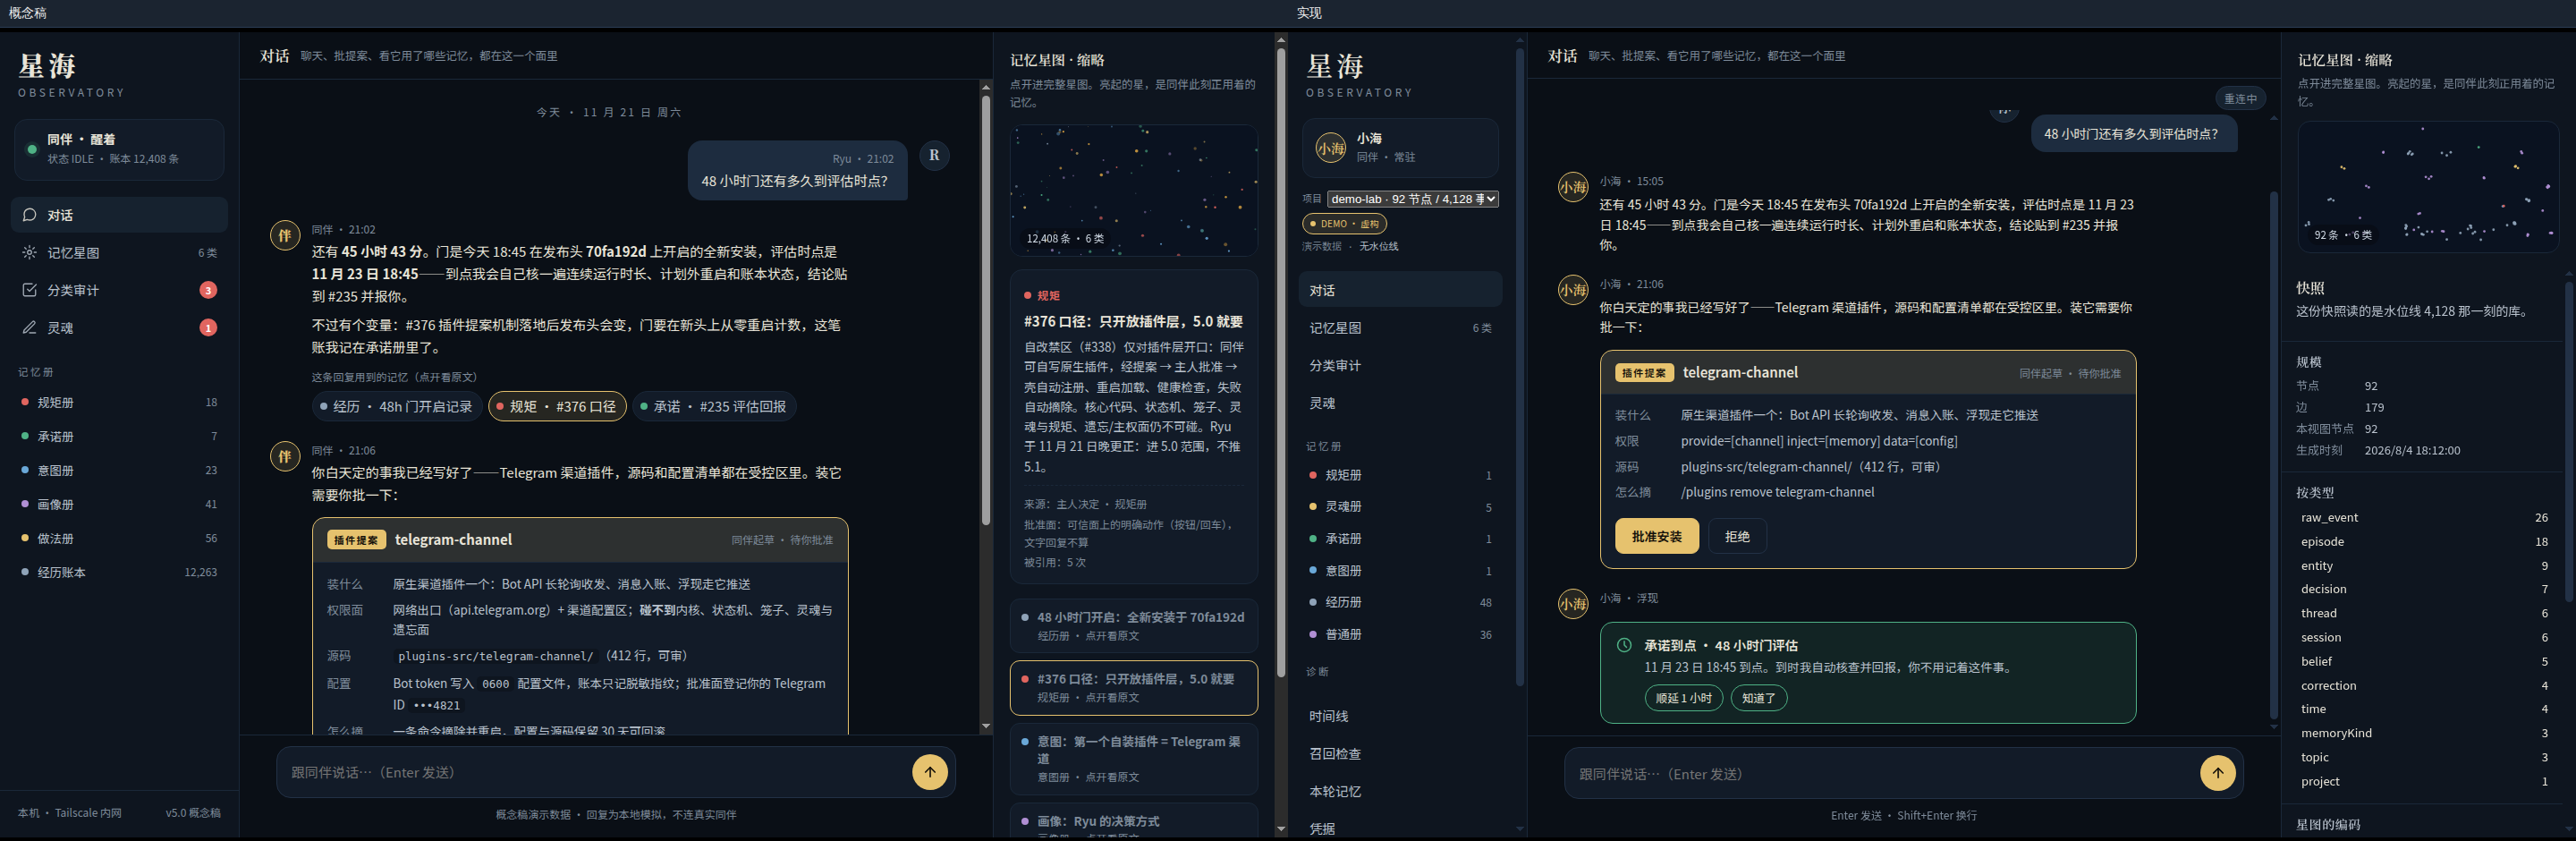 概念稿
星海
OBSERVATORY
同伴 · 醒着
状态 IDLE · 账本 12,408 条
对话
记忆星图 6 类
分类审计 3
灵魂 1
记忆册
规矩册 18
承诺册 7
意图册 23
画像册 41
做法册 56
经历账本 12,263
本机 · Tailscale 内网 v5.0 概念稿
对话 聊天、批提案、看它用了哪些记忆，都在这一个面里
今天 · 11 月 21 日 周六
Ryu · 21:02
48 小时门还有多久到评估时点？
R
伴
同伴 · 21:02
还有 45 小时 43 分。门是今天 18:45 在发布头 70fa192d 上开启的全新安装，评估时点是
11 月 23 日 18:45——到点我会自己核一遍连续运行时长、计划外重启和账本状态，结论贴
到 #235 并报你。
不过有个变量：#376 插件提案机制落地后发布头会变，门要在新头上从零重启计数，这笔
账我记在承诺册里了。
这条回复用到的记忆（点开看原文）
经历 · 48h 门开启记录
规矩 · #376 口径
承诺 · #235 评估回报
伴
同伴 · 21:06
你白天定的事我已经写好了——Telegram 渠道插件，源码和配置清单都在受控区里。装它
需要你批一下：
插件提案 telegram-channel 同伴起草 · 待你批准
装什么 原生渠道插件一个：Bot API 长轮询收发、消息入账、浮现走它推送
权限面 网络出口（api.telegram.org）+ 渠道配置区；碰不到内核、状态机、笼子、灵魂与
遗忘面
源码 plugins-src/telegram-channel/（412 行，可审）
配置 Bot token 写入 0600 配置文件，账本只记脱敏指纹；批准面登记你的 Telegram
ID •••4821
怎么摘 一条命令摘除并重启，配置与源码保留 30 天可回滚
跟同伴说话…（Enter 发送）
概念稿演示数据 · 回复为本地模拟，不连真实同伴
记忆星图 · 缩略
点开进完整星图。亮起的星，是同伴此刻正用着的
记忆。
12,408 条 · 6 类
规矩
#376 口径：只开放插件层，5.0 就要
自改禁区（#338）仅对插件层开口：同伴
可自写原生插件，经提案 → 主人批准 →
壳自动注册、重启加载、健康检查，失败
自动摘除。核心代码、状态机、笼子、灵
魂与规矩、遗忘/主权面仍不可碰。Ryu
于 11 月 21 日晚更正：进 5.0 范围，不推
5.1。
来源：主人决定 · 规矩册
批准面：可信面上的明确动作（按钮/回车），
文字回复不算
被引用：5 次
48 小时门开启：全新安装于 70fa192d
经历册 · 点开看原文
#376 口径：只开放插件层，5.0 就要
规矩册 · 点开看原文
意图：第一个自装插件 = Telegram 渠
道
意图册 · 点开看原文
画像：Ryu 的决策方式
实现
星海
OBSERVATORY
小海
小海
同伴 · 常驻
项目 demo-lab · 92 节点 / 4,128 事
DEMO · 虚构
演示数据 · 无水位线
对话
记忆星图 6 类
分类审计
灵魂
记忆册
规矩册 1
灵魂册 5
承诺册 1
意图册 1
经历册 48
普通册 36
诊断
时间线
召回检查
本轮记忆
凭据
对话 聊天、批提案、看它用了哪些记忆，都在这一个面里
重连中
48 小时门还有多久到评估时点？
小海
小海 · 15:05
还有 45 小时 43 分。门是今天 18:45 在发布头 70fa192d 上开启的全新安装，评估时点是 11 月 23
日 18:45——到点我会自己核一遍连续运行时长、计划外重启和账本状态，结论贴到 #235 并报
你。
小海
小海 · 21:06
你白天定的事我已经写好了——Telegram 渠道插件，源码和配置清单都在受控区里。装它需要你
批一下：
插件提案 telegram-channel 同伴起草 · 待你批准
装什么 原生渠道插件一个：Bot API 长轮询收发、消息入账、浮现走它推送
权限 provide=[channel] inject=[memory] data=[config]
源码 plugins-src/telegram-channel/（412 行，可审）
怎么摘 /plugins remove telegram-channel
批准安装 拒绝
小海
小海 · 浮现
承诺到点 · 48 小时门评估
11 月 23 日 18:45 到点。到时我自动核查并回报，你不用记着这件事。
顺延 1 小时 知道了
跟同伴说话…（Enter 发送）
Enter 发送 · Shift+Enter 换行
记忆星图 · 缩略
点开进完整星图。亮起的星，是同伴此刻正用着的记
忆。
92 条 · 6 类
快照
这份快照读的是水位线 4,128 那一刻的库。
规模
节点 92
边 179
本视图节点 92
生成时刻 2026/8/4 18:12:00
按类型
raw_event 26
episode 18
entity 9
decision 7
thread 6
session 6
belief 5
correction 4
time 4
memoryKind 3
topic 3
project 1
星图的编码